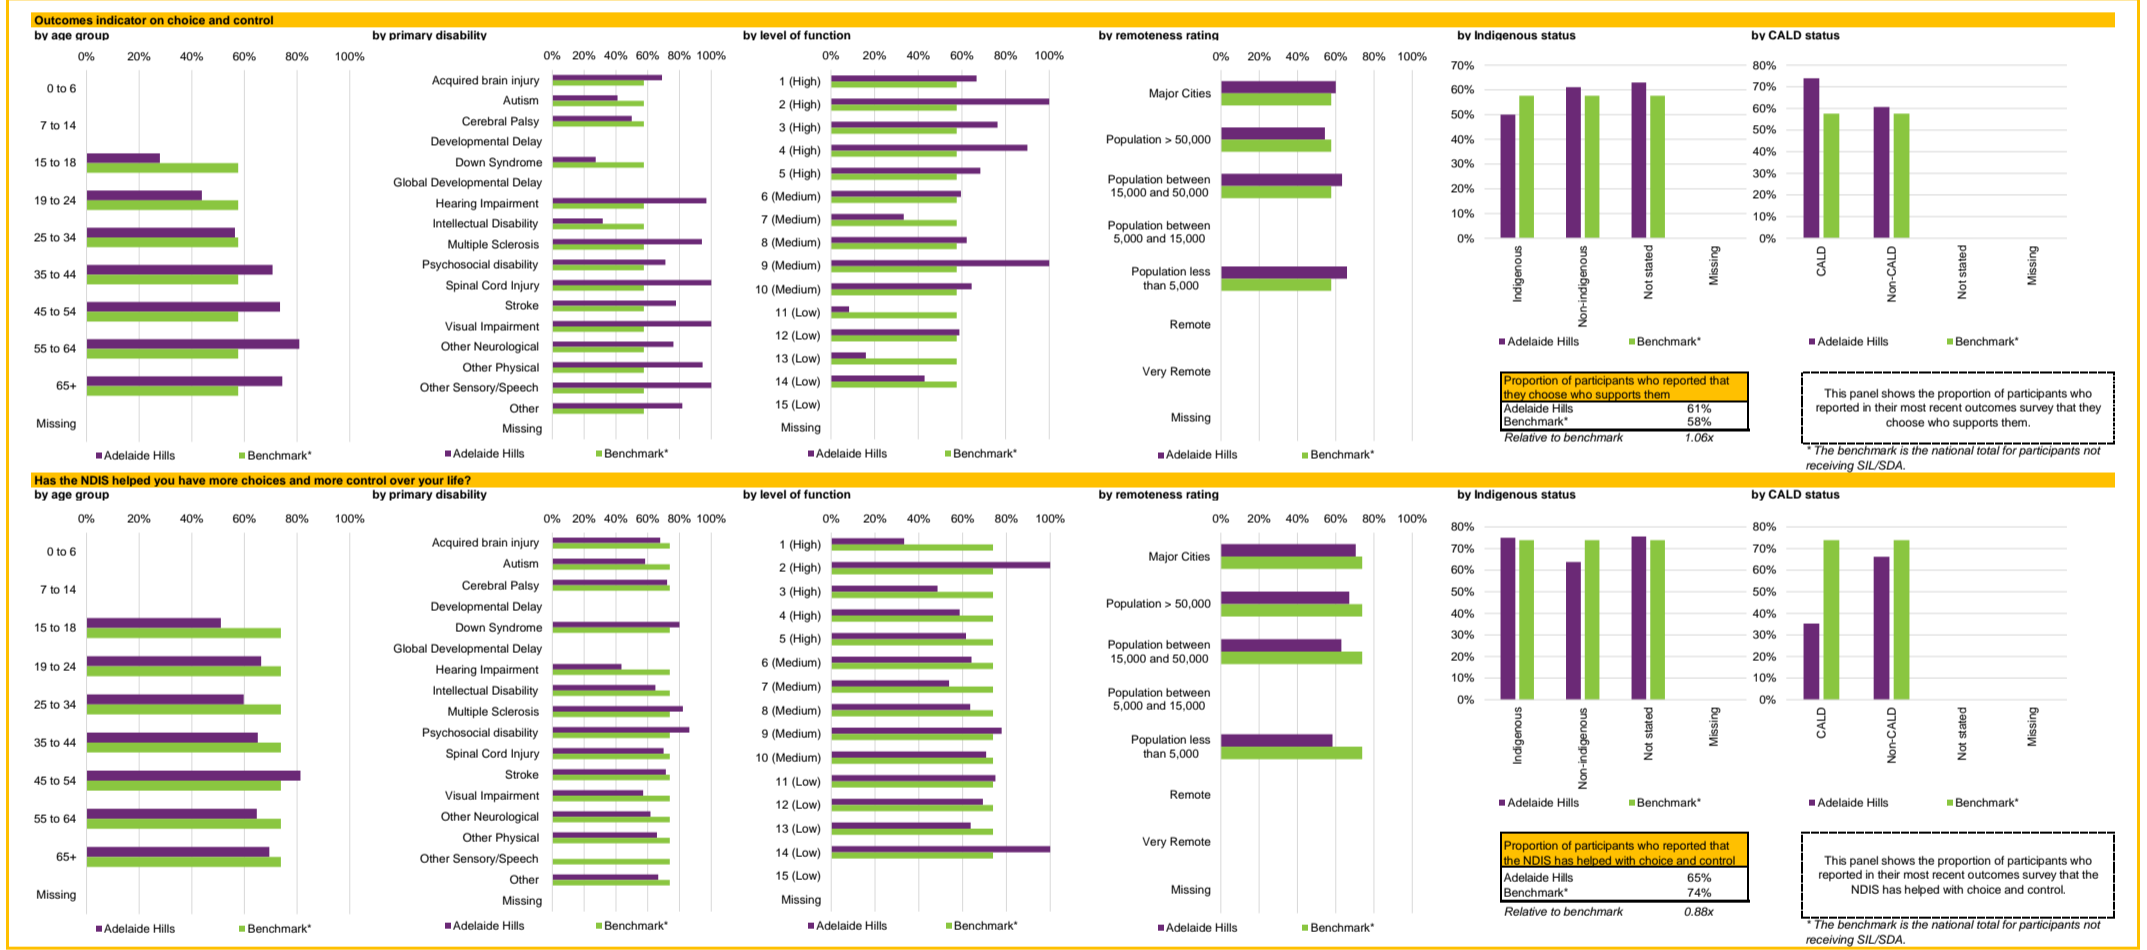 Outcomes indicator on choice and control
by age group
0% 20% 40% 60% 80% 100%
0 to 6
7 to 14
15 to 18
19 to 24
25 to 34
35 to 44
45 to 54
55 to 64
65+
Missing
Adelaide Hills Benchmark*
by primary disability
0% 20% 40% 60% 80% 100%
Acquired brain injury
Autism
Cerebral Palsy
Developmental Delay
Down Syndrome
Global Developmental Delay
Hearing Impairment
Intellectual Disability
Multiple Sclerosis
Psychosocial disability
Spinal Cord Injury
Stroke
Visual Impairment
Other Neurological
Other Physical
Other Sensory/Speech
Other
Missing
Adelaide Hills Benchmark*
by level of function
0% 20% 40% 60% 80% 100%
1 (High)
2 (High)
3 (High)
4 (High)
5 (High)
6 (Medium)
7 (Medium)
8 (Medium)
9 (Medium)
10 (Medium)
11 (Low)
12 (Low)
13 (Low)
14 (Low)
15 (Low)
Missing
Adelaide Hills Benchmark*
by remoteness rating
0% 20% 40% 60% 80% 100%
Major Cities
Population > 50,000
Population between
15,000 and 50,000
Population between
5,000 and 15,000
Population less
than 5,000
Remote
Very Remote
Missing
Adelaide Hills Benchmark*
by Indigenous status
70%
60%
50%
40%
30%
20%
10%
0%
Indigenous
Non-indigenous
Not stated
Missing
Adelaide Hills Benchmark*
by CALD status
80%
70%
60%
50%
40%
30%
20%
10%
0%
CALD
Non-CALD
Not stated
Missing
Adelaide Hills Benchmark*
Proportion of participants who reported that
they choose who supports them
Adelaide Hills 61%
Benchmark* 58%
Relative to benchmark 1.06x
This panel shows the proportion of participants who
reported in their most recent outcomes survey that they
choose who supports them.
* The benchmark is the national total for participants not
receiving SIL/SDA.
Has the NDIS helped you have more choices and more control over your life?
by age group
0% 20% 40% 60% 80% 100%
0 to 6
7 to 14
15 to 18
19 to 24
25 to 34
35 to 44
45 to 54
55 to 64
65+
Missing
Adelaide Hills Benchmark*
by primary disability
0% 20% 40% 60% 80% 100%
Acquired brain injury
Autism
Cerebral Palsy
Developmental Delay
Down Syndrome
Global Developmental Delay
Hearing Impairment
Intellectual Disability
Multiple Sclerosis
Psychosocial disability
Spinal Cord Injury
Stroke
Visual Impairment
Other Neurological
Other Physical
Other Sensory/Speech
Other
Missing
Adelaide Hills Benchmark*
by level of function
0% 20% 40% 60% 80% 100%
1 (High)
2 (High)
3 (High)
4 (High)
5 (High)
6 (Medium)
7 (Medium)
8 (Medium)
9 (Medium)
10 (Medium)
11 (Low)
12 (Low)
13 (Low)
14 (Low)
15 (Low)
Missing
Adelaide Hills Benchmark*
by remoteness rating
0% 20% 40% 60% 80% 100%
Major Cities
Population > 50,000
Population between
15,000 and 50,000
Population between
5,000 and 15,000
Population less
than 5,000
Remote
Very Remote
Missing
Adelaide Hills Benchmark*
by Indigenous status
80%
70%
60%
50%
40%
30%
20%
10%
0%
Indigenous
Non-indigenous
Not stated
Missing
Adelaide Hills Benchmark*
by CALD status
80%
70%
60%
50%
40%
30%
20%
10%
0%
CALD
Non-CALD
Not stated
Missing
Adelaide Hills Benchmark*
Proportion of participants who reported that
the NDIS has helped with choice and control
Adelaide Hills 65%
Benchmark* 74%
Relative to benchmark 0.88x
This panel shows the proportion of participants who
reported in their most recent outcomes survey that the
NDIS has helped with choice and control.
* The benchmark is the national total for participants not
receiving SIL/SDA.